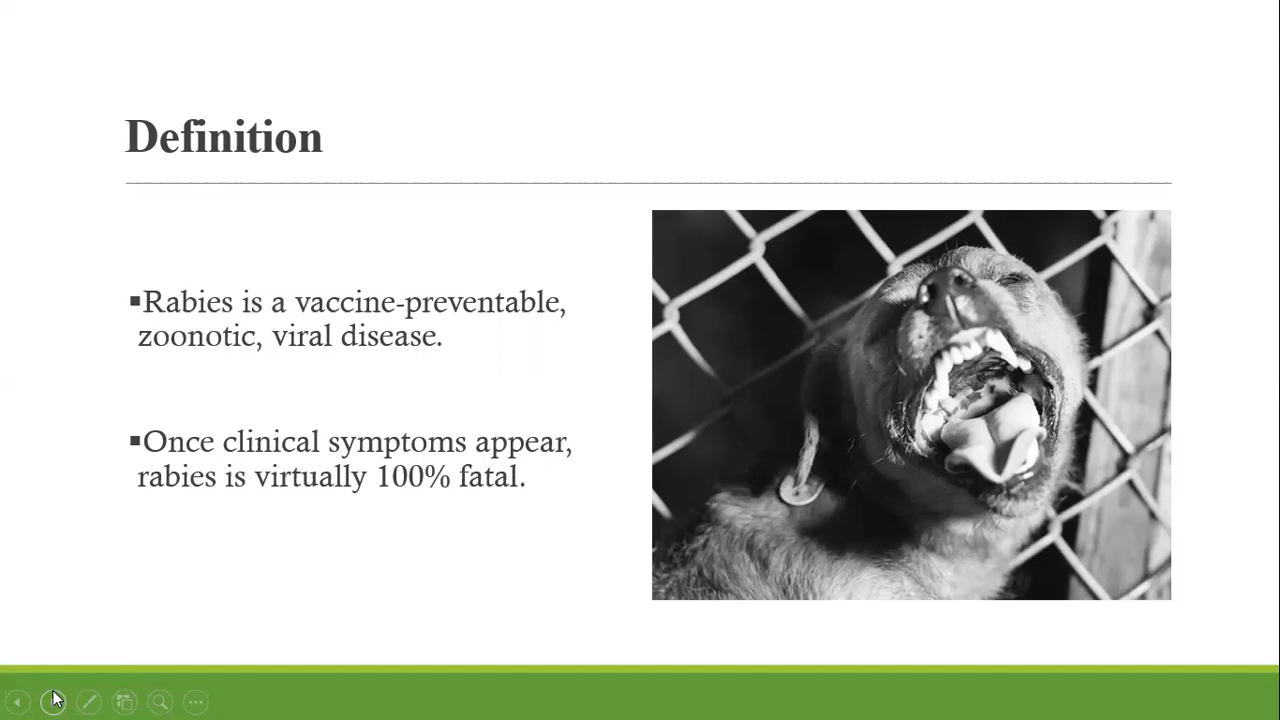 Definition
▪Rabies is a vaccine-preventable,
zoonotic, viral disease.
▪Once clinical symptoms appear,
rabies is virtually 100% fatal.